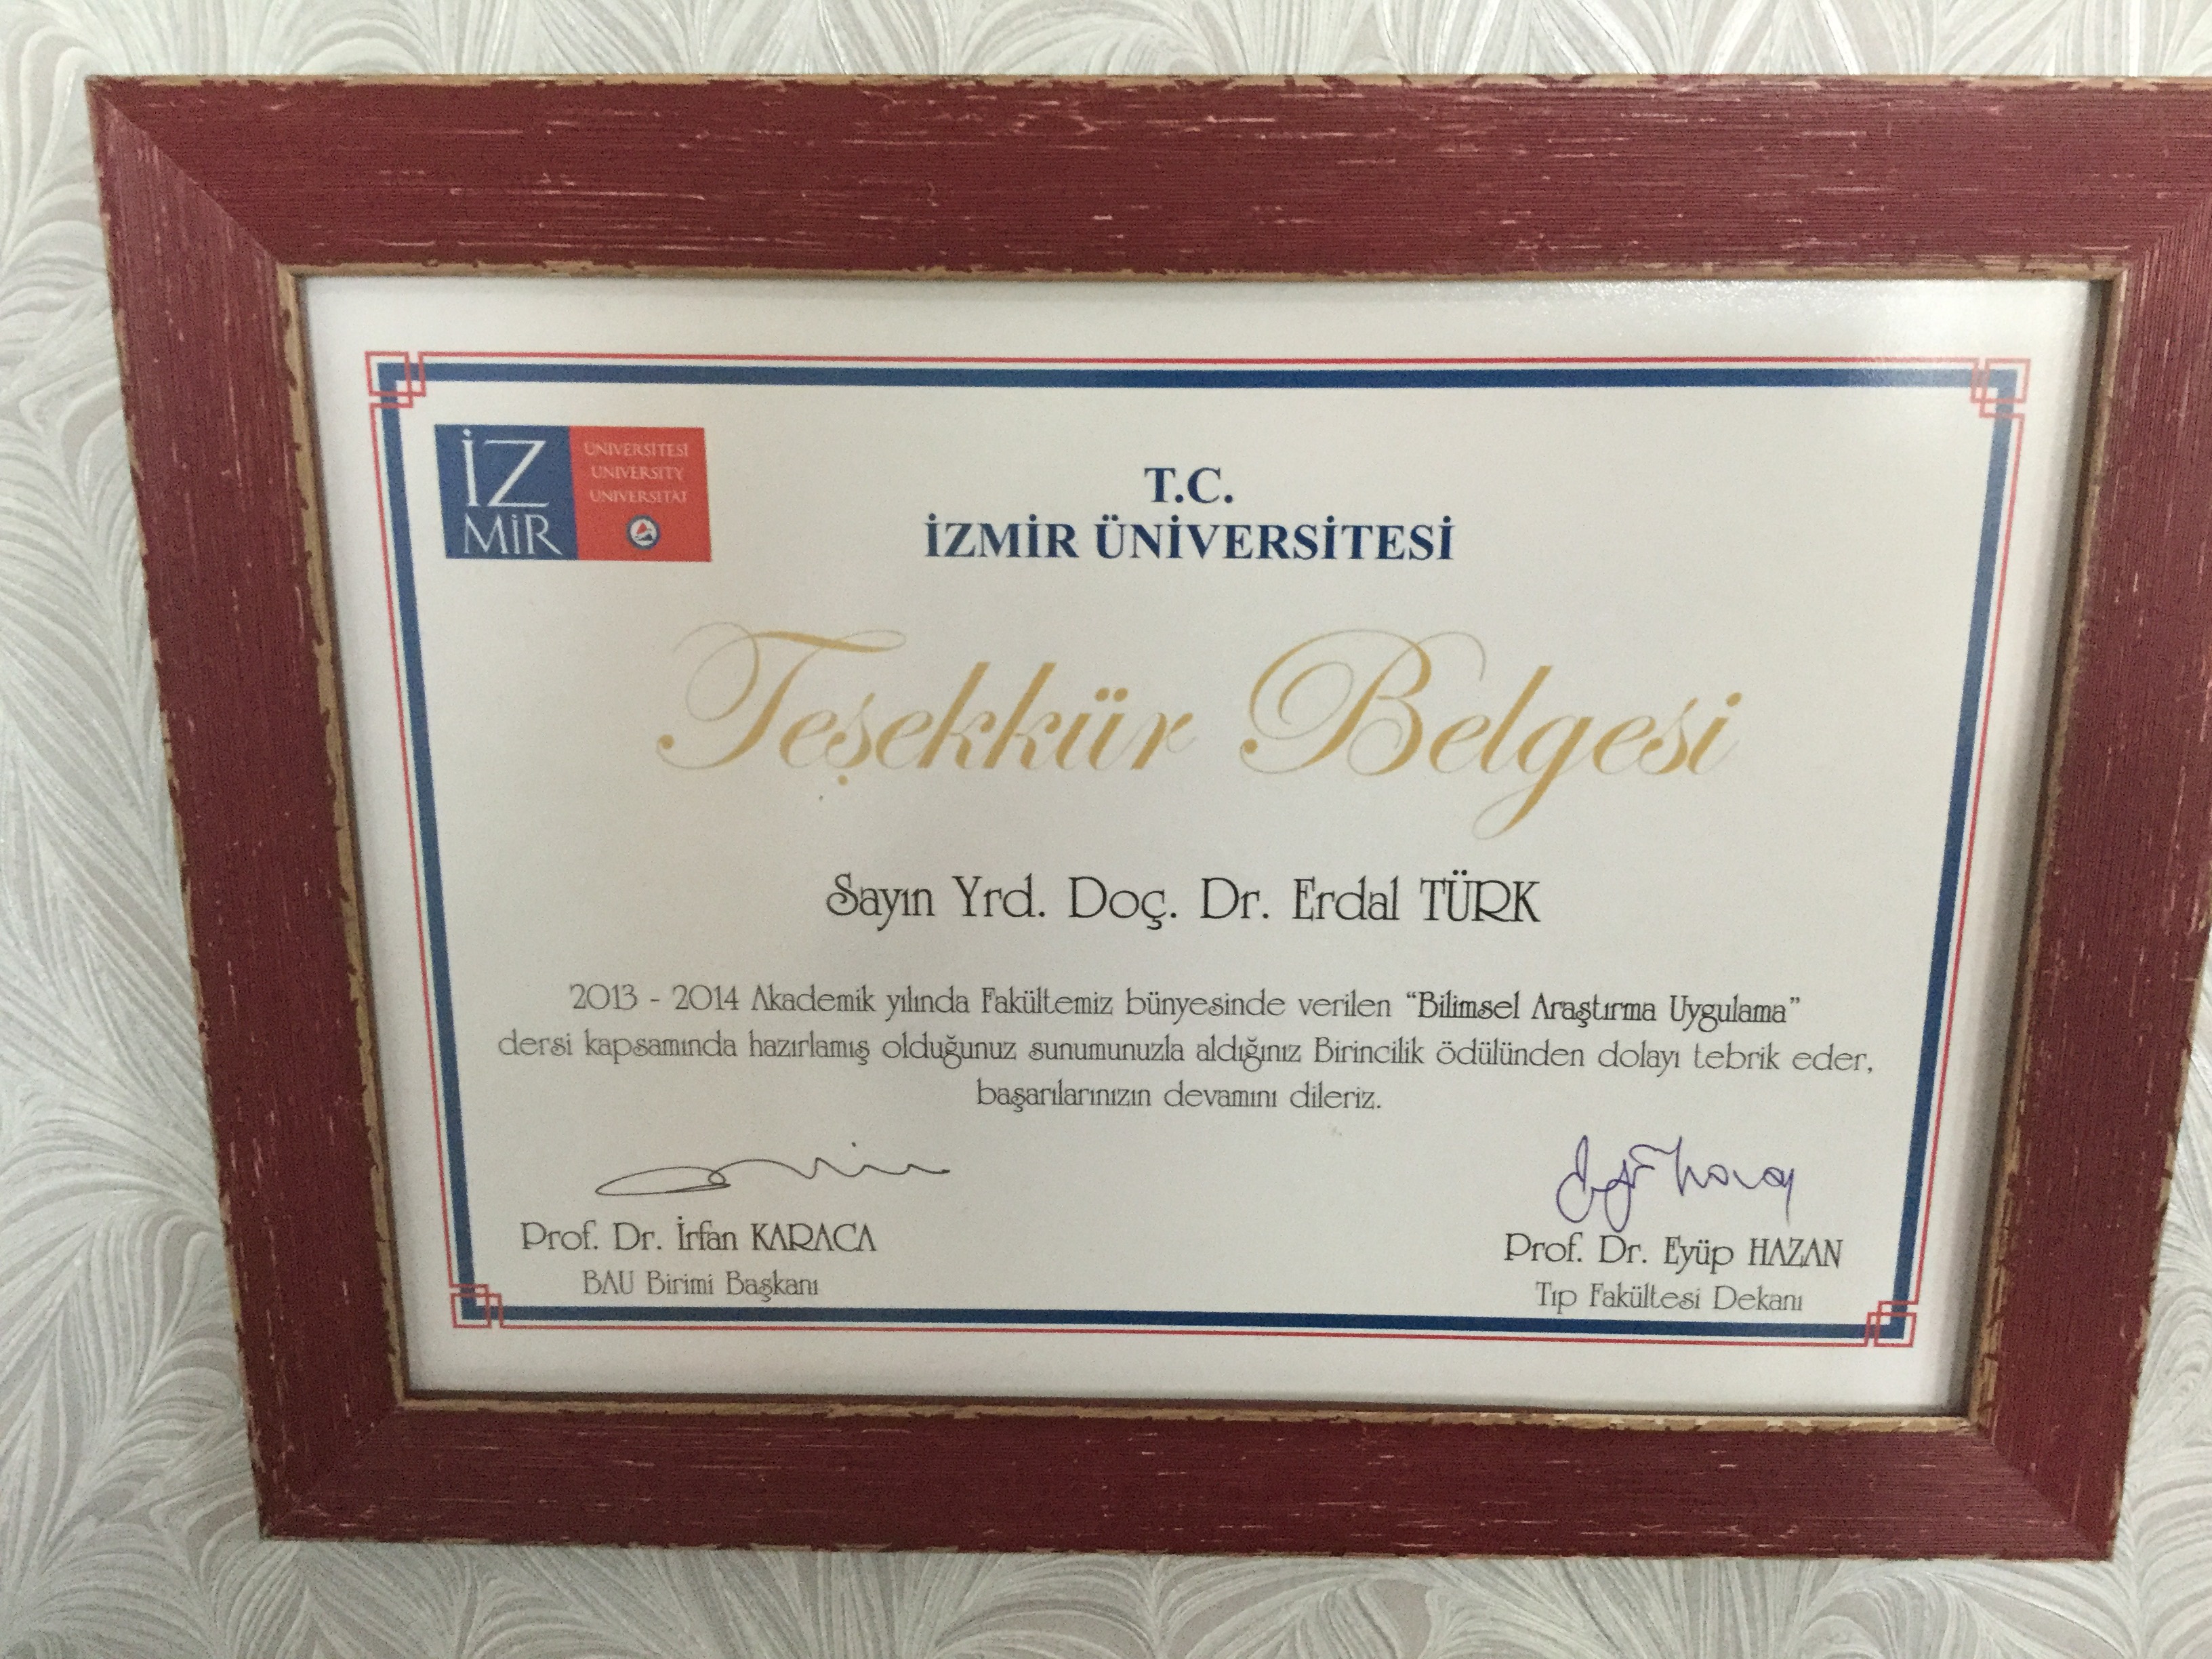 İZMİR
ÜNİVERSİTESİ
UNIVERSITY
UNIVERSITÄT
T.C.
İZMİR ÜNİVERSİTESİ
Teşekkür Belgesi
Sayın Yrd. Doç. Dr. Erdal TÜRK
2013 - 2014 Akademik yılında Fakültemiz bünyesinde verilen “Bilimsel Araştırma Uygulama”
dersi kapsamında hazırlamış olduğunuz sunumunuzla aldığınız Birincilik ödülünden dolayı tebrik eder,
başarılarınızın devamını dileriz.
Prof. Dr. İrfan KARACA
BAU Birimi Başkanı
Prof. Dr. Eyüp HAZAN
Tıp Fakültesi Dekanı